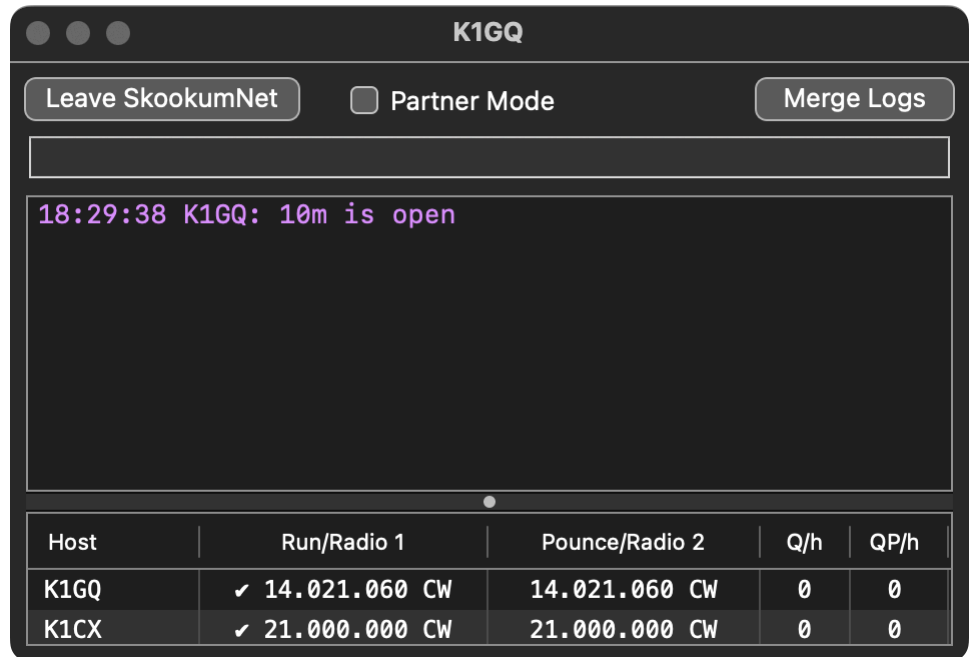 K1GQ
Leave SkookumNet Partner Mode Merge Logs
18:29:38 K1GQ: 10m is open
Host Run/Radio 1 Pounce/Radio 2 Q/h QP/h
K1GQ ✔ 14.021.060 CW 14.021.060 CW 0 0
K1CX ✔ 21.000.000 CW 21.000.000 CW 0 0